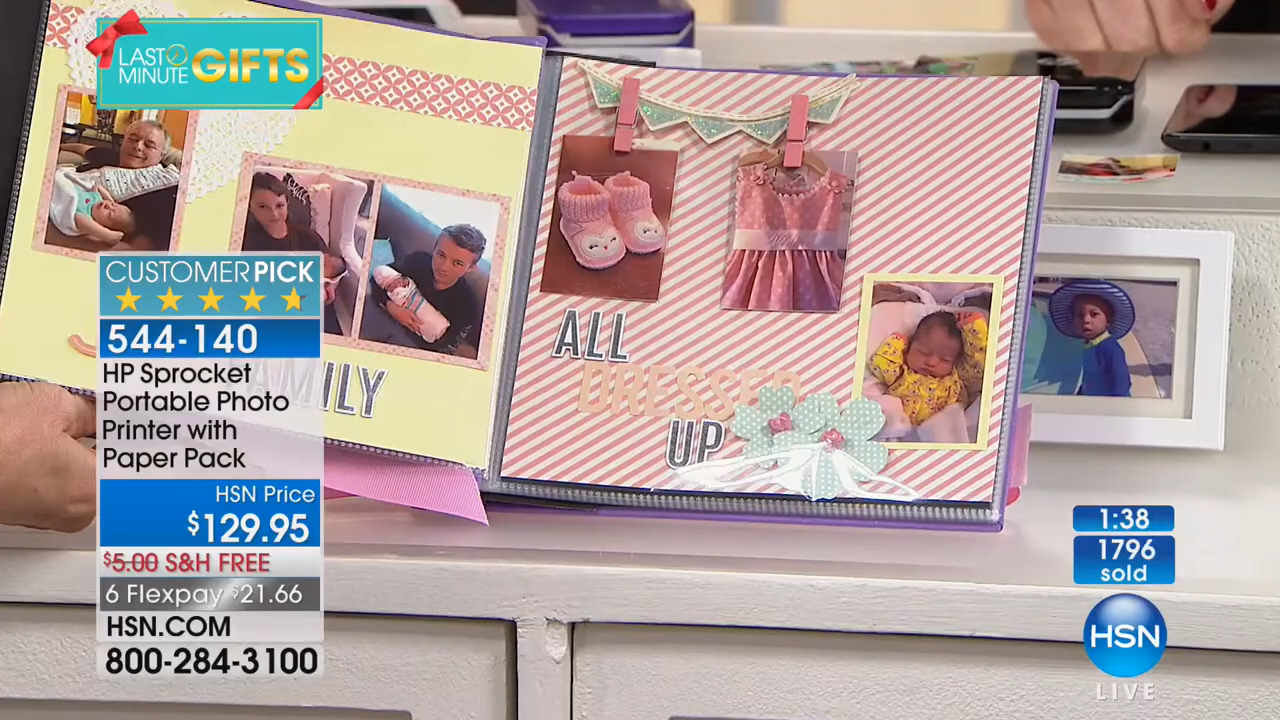 LAST
MINUTE GIFTS
CUSTOMER PICK
544-140
HP Sprocket
Portable Photo
Printer with
Paper Pack
HSN Price
$129.95
$5.00 S&H FREE
6 Flexpay $21.66
HSN.COM
800-284-3100
FAMILY
ALL
DRESSED
UP
1:38
1796
sold
HSN
LIVE